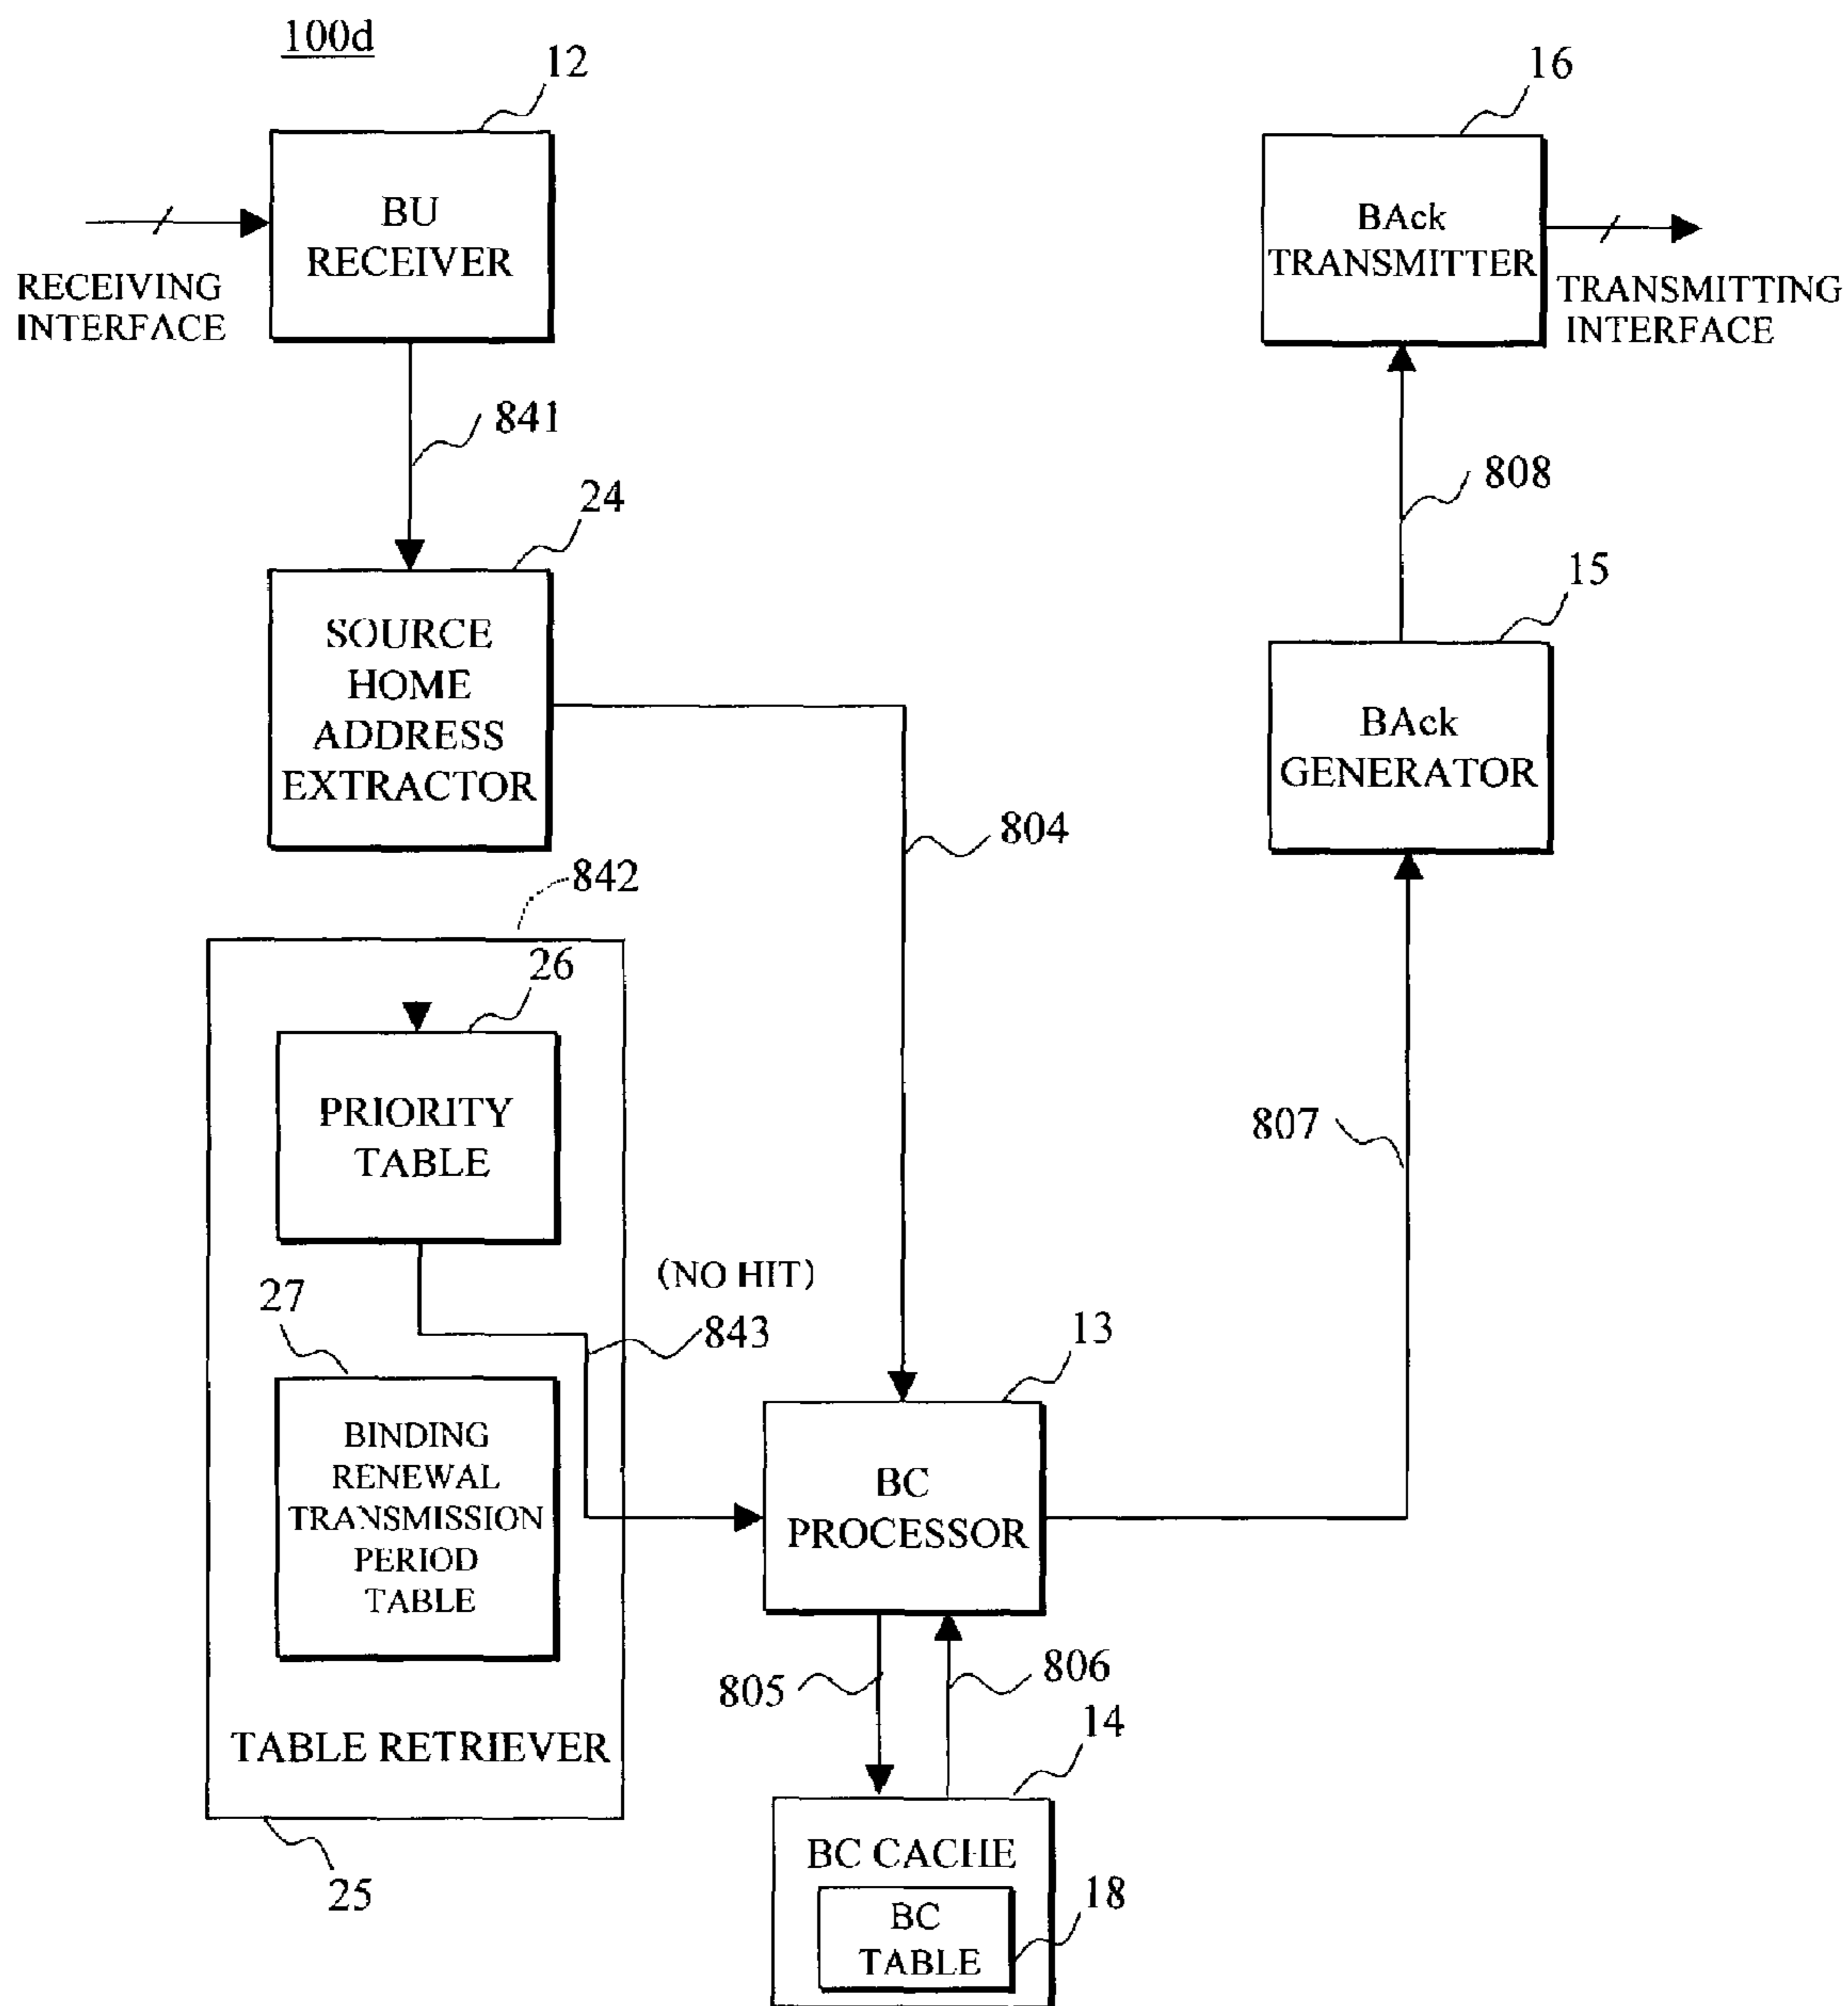 100d
12
BU
RECEIVER
RECEIVING
INTERFACE
16
BAck
TRANSMITTER
TRANSMITTING
INTERFACE
841
808
24
SOURCE
HOME
ADDRESS
EXTRACTOR
15
BAck
GENERATOR
804
842
26
PRIORITY
TABLE
807
(NO HIT)
843
27
BINDING
RENEWAL
TRANSMISSION
PERIOD
TABLE
TABLE RETRIEVER
25
13
BC
PROCESSOR
805
806
14
BC CACHE
18
BC
TABLE